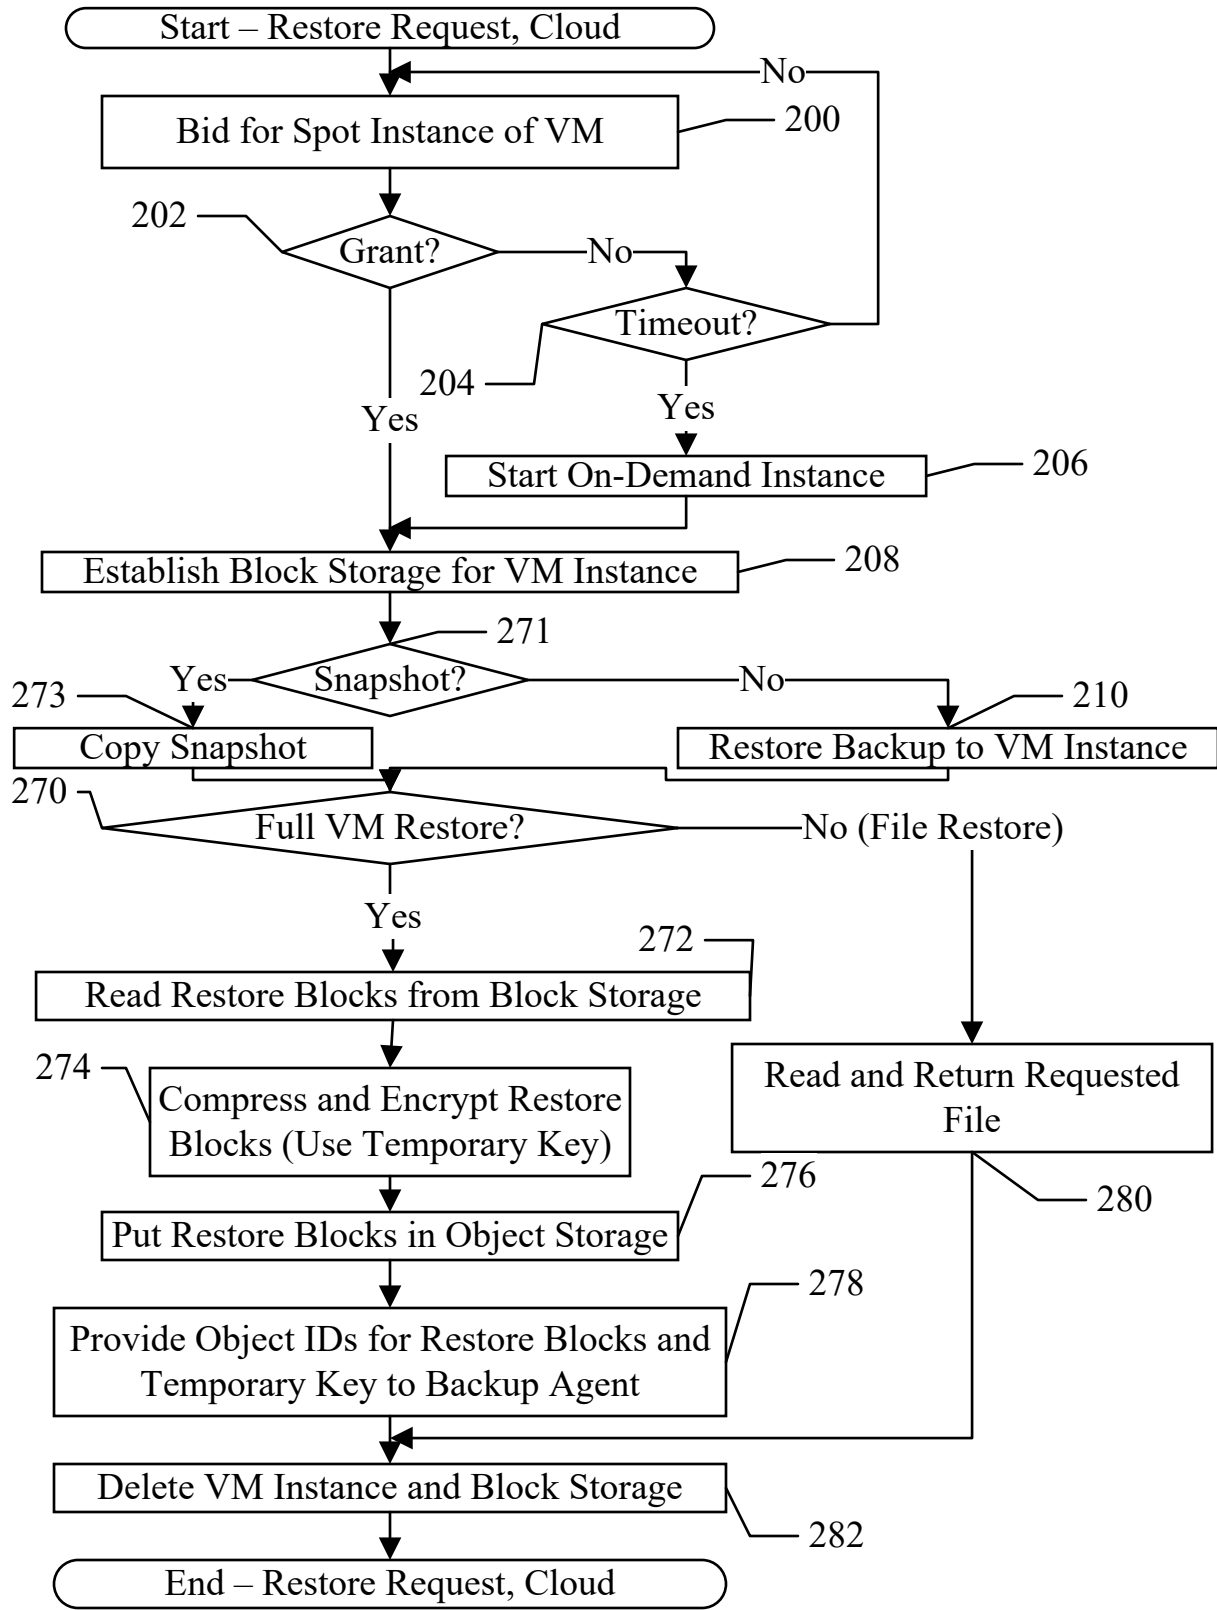 Start – Restore Request, Cloud
No
Bid for Spot Instance of VM
200
202
Grant?
No
Timeout?
204
Yes
Yes
Start On-Demand Instance
206
Establish Block Storage for VM Instance
208
271
Snapshot?
Yes
No
273
210
Copy Snapshot
Restore Backup to VM Instance
270
Full VM Restore?
No (File Restore)
Yes
272
Read Restore Blocks from Block Storage
274
Compress and Encrypt Restore
Blocks (Use Temporary Key)
Read and Return Requested
File
276
280
Put Restore Blocks in Object Storage
278
Provide Object IDs for Restore Blocks and
Temporary Key to Backup Agent
Delete VM Instance and Block Storage
282
End – Restore Request, Cloud